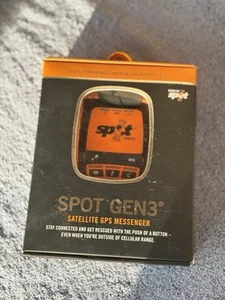 spot
spot
SPOT GEN3®
SATELLITE GPS MESSENGER
STAY CONNECTED AND GET RESCUED WITH THE PUSH OF A BUTTON –
EVEN WHEN YOU'RE OUTSIDE OF CELLULAR RANGE.